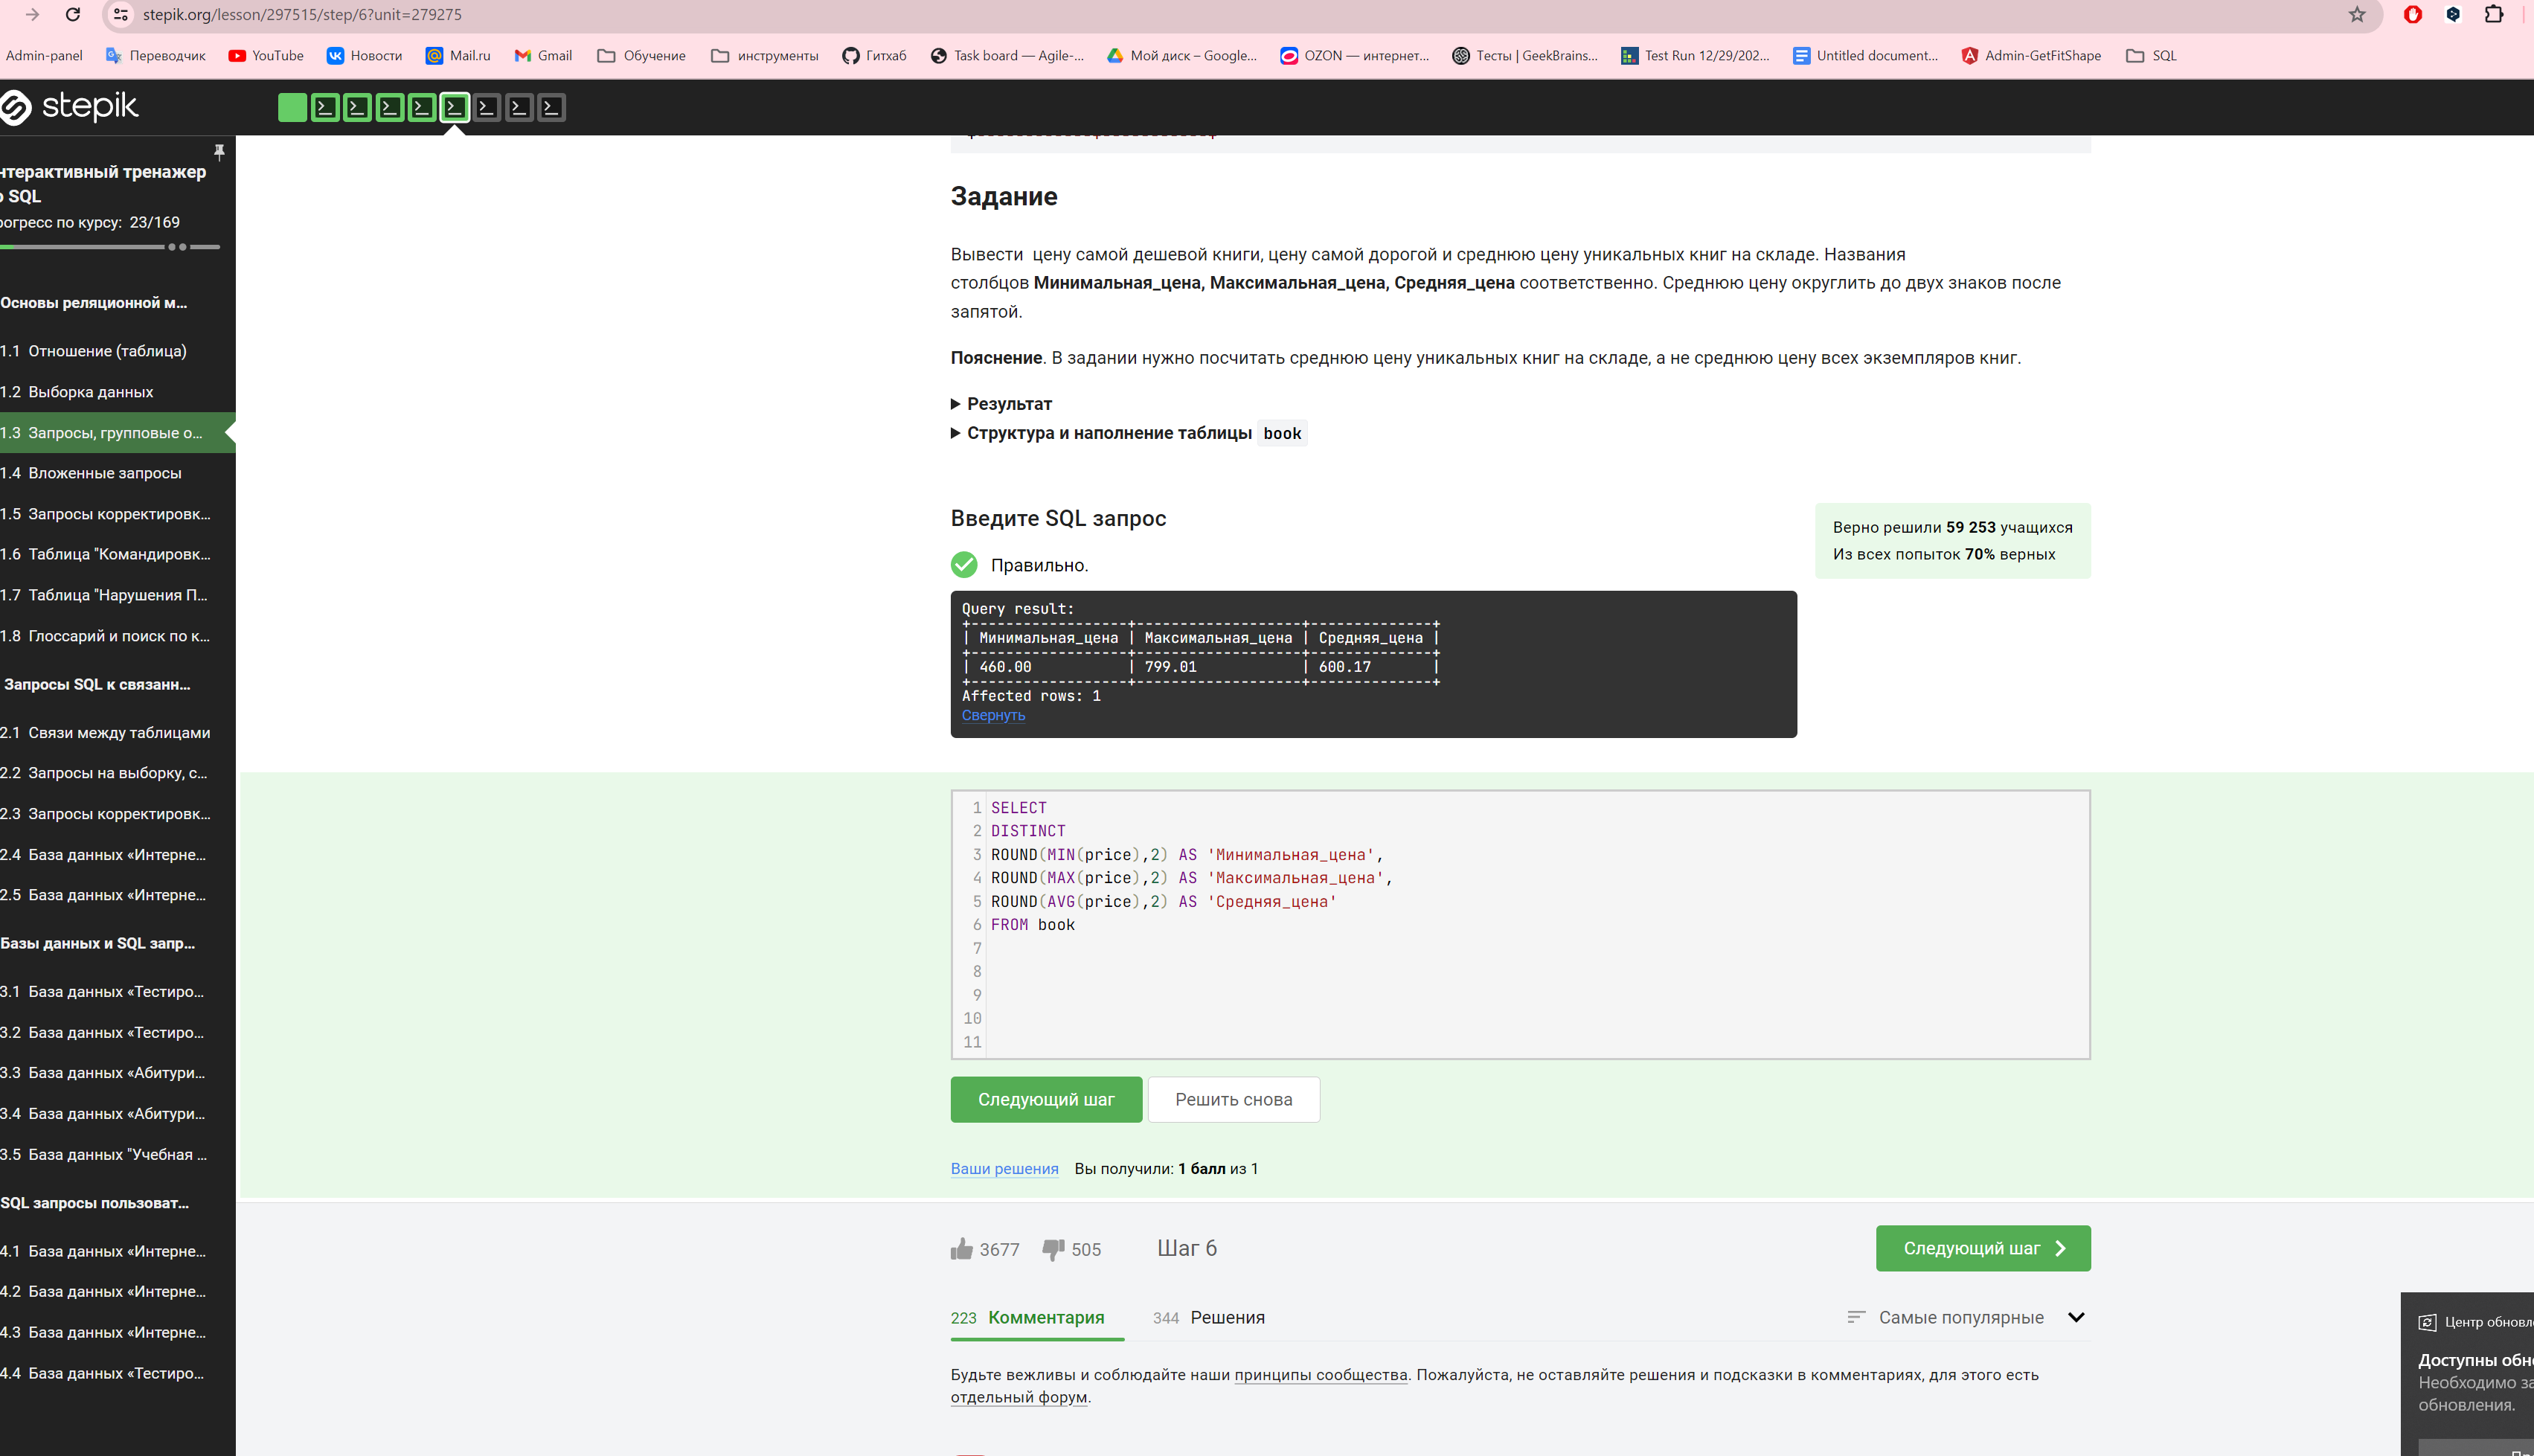 stepik.org/lesson/297515/step/6?unit=279275
Admin-panel Переводчик YouTube Новости Mail.ru Gmail Обучение инструменты Гитхаб Task board — Agile-... Мой диск – Google... OZON — интернет... Тесты | GeekBrains... Test Run 12/29/202... Untitled document... Admin-GetFitShape SQL
stepik
нтерактивный тренажер
о SQL
рогресс по курсу: 23/169
Основы реляционной м...
1.1 Отношение (таблица)
1.2 Выборка данных
1.3 Запросы, групповые о...
1.4 Вложенные запросы
1.5 Запросы корректировк...
1.6 Таблица "Командировк...
1.7 Таблица "Нарушения П...
1.8 Глоссарий и поиск по к...
Запросы SQL к связанн...
2.1 Связи между таблицами
2.2 Запросы на выборку, с...
2.3 Запросы корректировк...
2.4 База данных «Интерне...
2.5 База данных «Интерне...
Базы данных и SQL запр...
3.1 База данных «Тестиро...
3.2 База данных «Тестиро...
3.3 База данных «Абитури...
3.4 База данных «Абитури...
3.5 База данных "Учебная ...
SQL запросы пользоват...
4.1 База данных «Интерне...
4.2 База данных «Интерне...
4.3 База данных «Интерне...
4.4 База данных «Тестиро...
Задание
Вывести цену самой дешевой книги, цену самой дорогой и среднюю цену уникальных книг на складе. Названия
столбцов Минимальная_цена, Максимальная_цена, Средняя_цена соответственно. Среднюю цену округлить до двух знаков после
запятой.
Пояснение. В задании нужно посчитать среднюю цену уникальных книг на складе, а не среднюю цену всех экземпляров книг.
Результат
Структура и наполнение таблицы book
Введите SQL запрос
Верно решили 59 253 учащихся
Из всех попыток 70% верных
Правильно.
Query result:
+------------------+-------------------+--------------+
| Минимальная_цена | Максимальная_цена | Средняя_цена |
+------------------+-------------------+--------------+
| 460.00 | 799.01 | 600.17 |
+------------------+-------------------+--------------+
Affected rows: 1
Свернуть
1 SELECT
2 DISTINCT
3 ROUND(MIN(price),2) AS 'Минимальная_цена',
4 ROUND(MAX(price),2) AS 'Максимальная_цена',
5 ROUND(AVG(price),2) AS 'Средняя_цена'
6 FROM book
7
8
9
10
11
Следующий шаг Решить снова
Ваши решения Вы получили: 1 балл из 1
3677 505 Шаг 6 Следующий шаг
223 Комментария 344 Решения Самые популярные
Будьте вежливы и соблюдайте наши принципы сообщества. Пожалуйста, не оставляйте решения и подсказки в комментариях, для этого есть
отдельный форум.
Центр обновл
Доступны обн
Необходимо за
обновления.